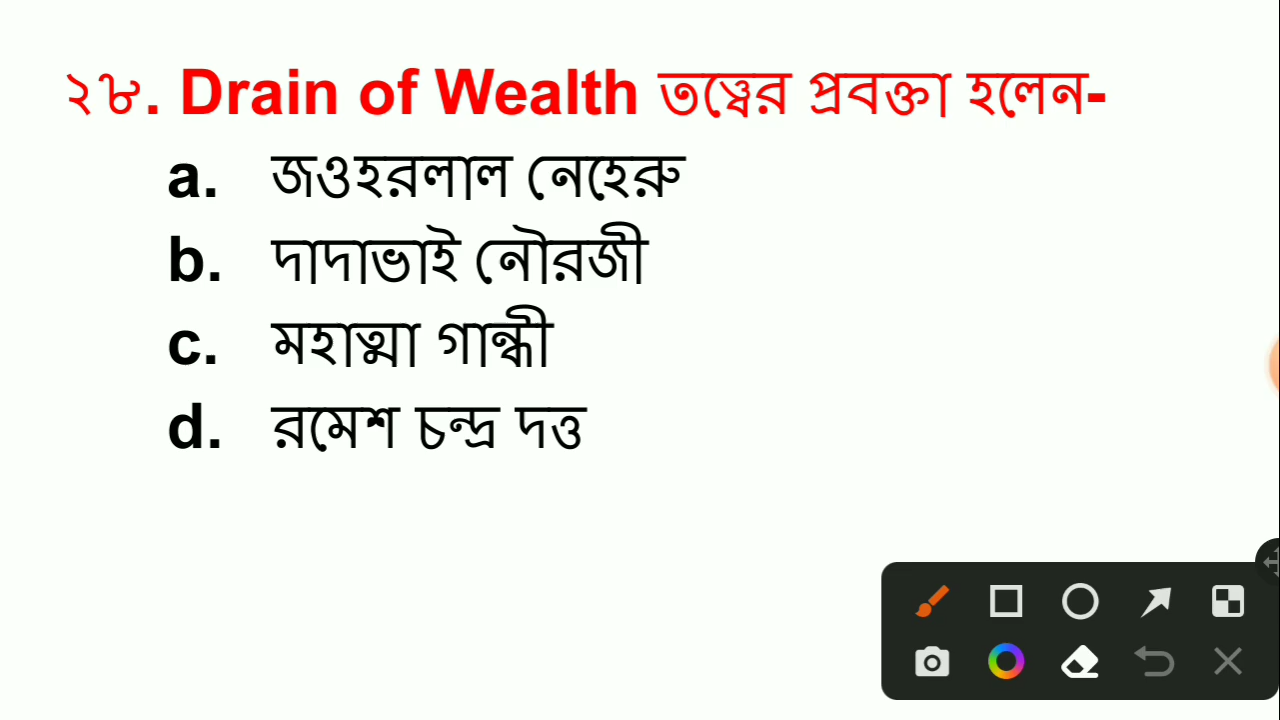 ২৮. Drain of Wealth তত্ত্বের প্রবক্তা হলেন-
a. জওহরলাল নেহেরু
b. দাদাভাই নৌরজী
c. মহাত্মা গান্ধী
d. রমেশ চন্দ্র দত্ত